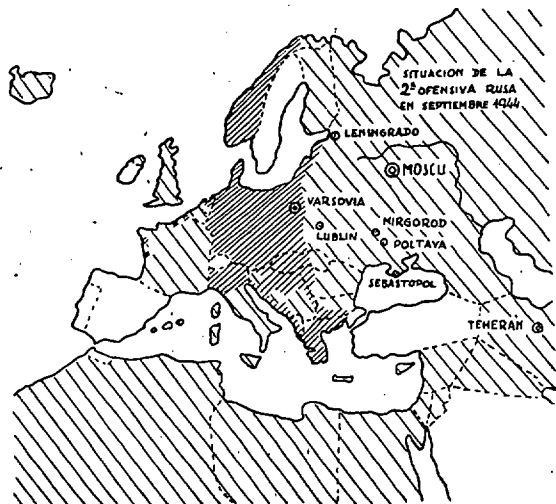 SITUACION DE LA
2ª OFENSIVA RUSA
EN SEPTIEMBRE 1944
LENINGRADO
MOSCU
VARSOVIA
LUBLIN
MIRGOROD
POLTAVA
SEBASTOPOL
TEHERAN